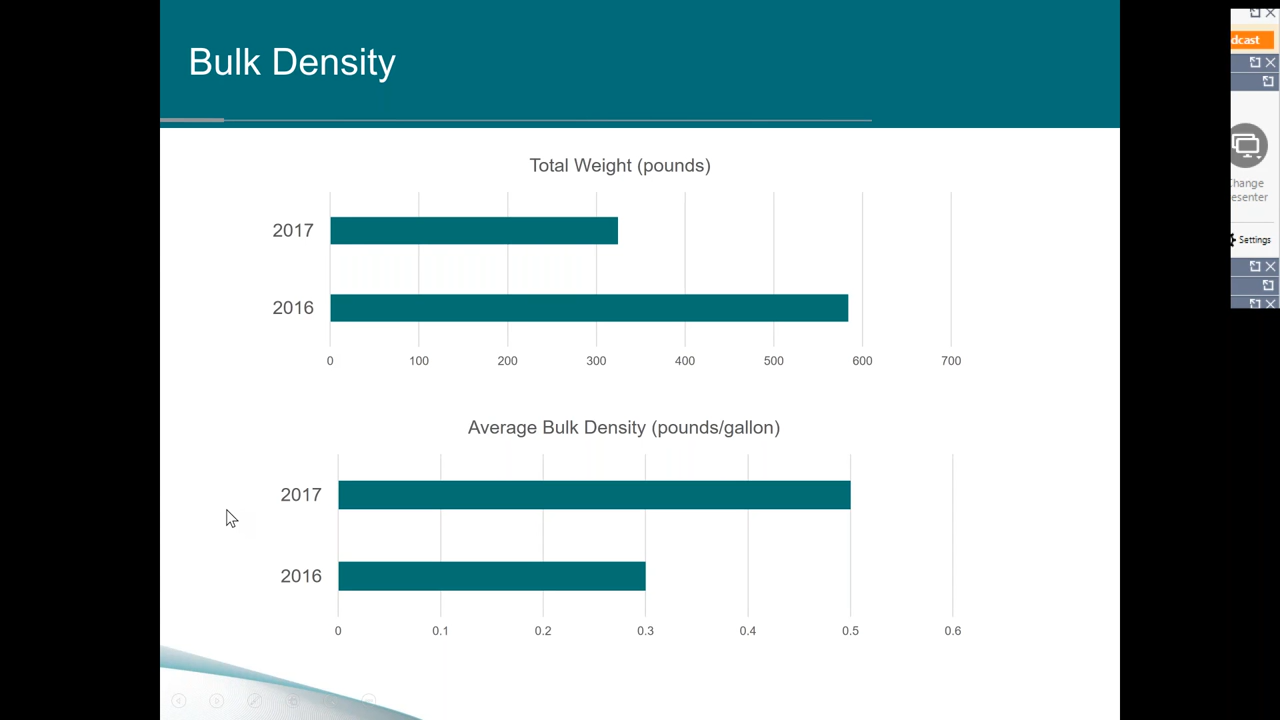 Bulk Density
Total Weight (pounds)
2017
2016
0 100 200 300 400 500 600 700
Average Bulk Density (pounds/gallon)
2017
2016
0 0.1 0.2 0.3 0.4 0.5 0.6
dcast
hange
esenter
Settings